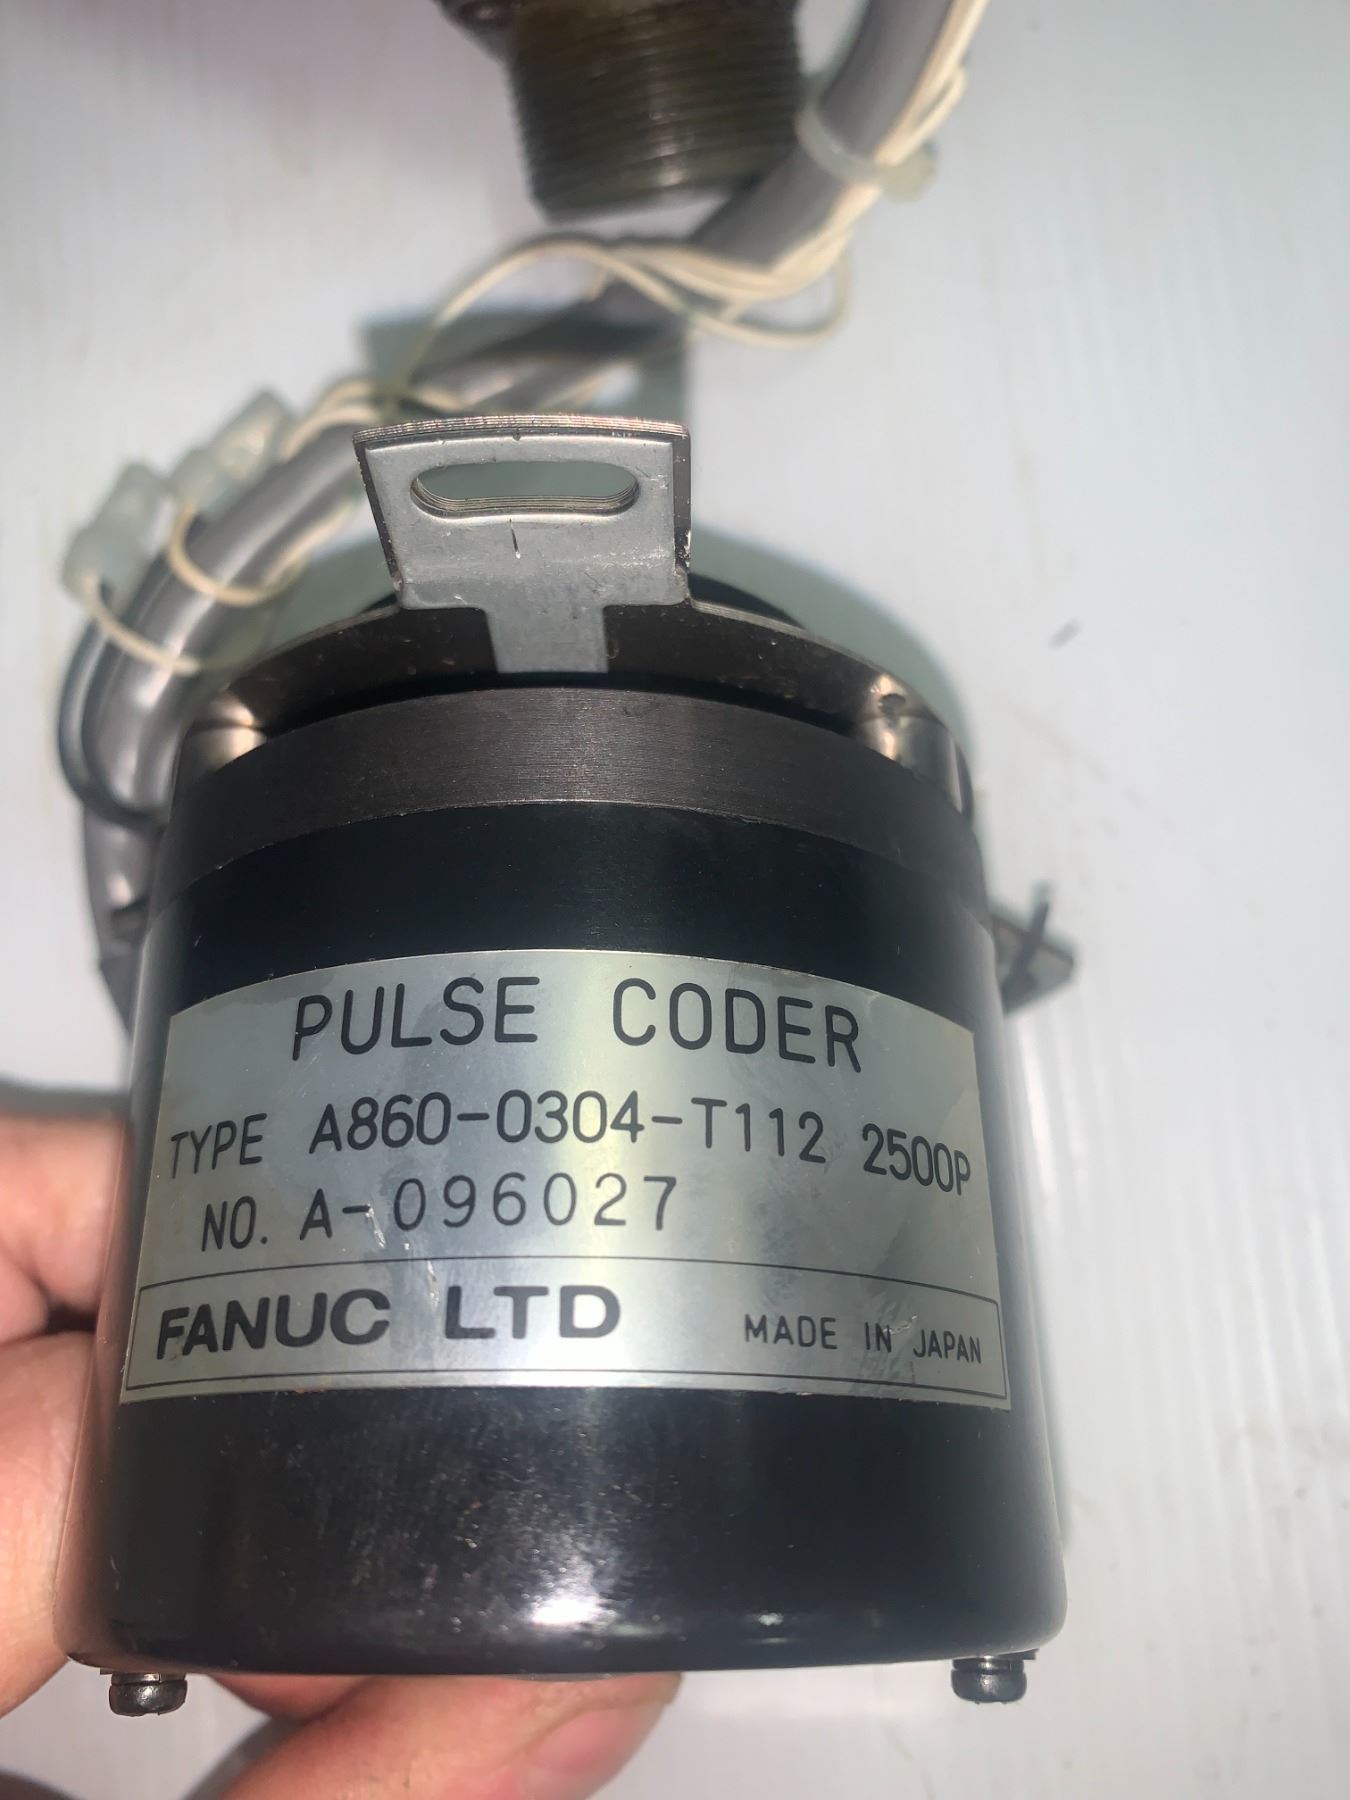 PULSE CODER
TYPE A860-0304-T112 2500P
NO. A-096027
FANUC LTD MADE IN JAPAN